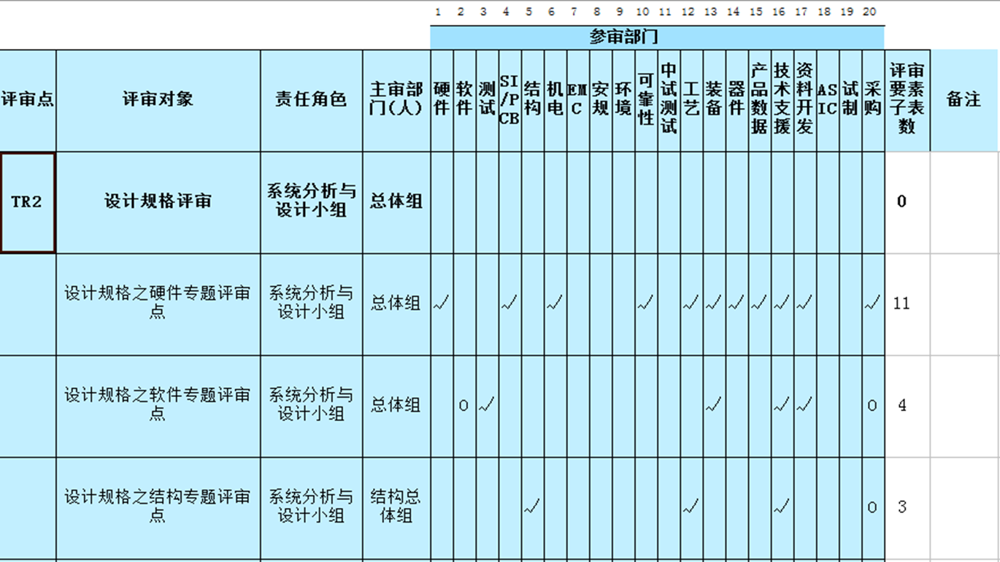 1 2 3 4 5 6 7 8 9 10 11 12 13 14 15 16 17 18 19 20
参审部门
评审点 评审对象 责任角色 主审部门(人) 硬件 软件 测试 SI/PCB 结构 机电 EMC 安规 环境 可靠性 中试测试 工艺 装备 器件 产品数据 技术支援 资料开发 ASIC 试制 采购 评审要素子表数 备注
TR2 设计规格评审 系统分析与设计小组 总体组 0
设计规格之硬件专题评审点 系统分析与设计小组 总体组 ✓ ✓ ✓ ✓ ✓ ✓ ✓ ✓ ✓ ✓ ✓ 11
设计规格之软件专题评审点 系统分析与设计小组 总体组 O ✓ ✓ ✓ ✓ O 4
设计规格之结构专题评审点 系统分析与设计小组 结构总体组 ✓ ✓ ✓ O 3